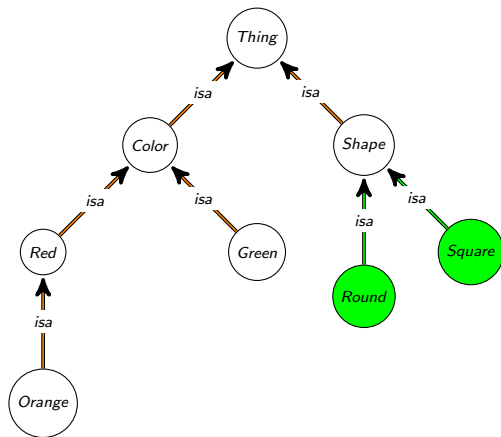 Thing
isa
isa
Color
Shape
isa
isa
isa
isa
Red
Green
Square
Round
isa
Orange